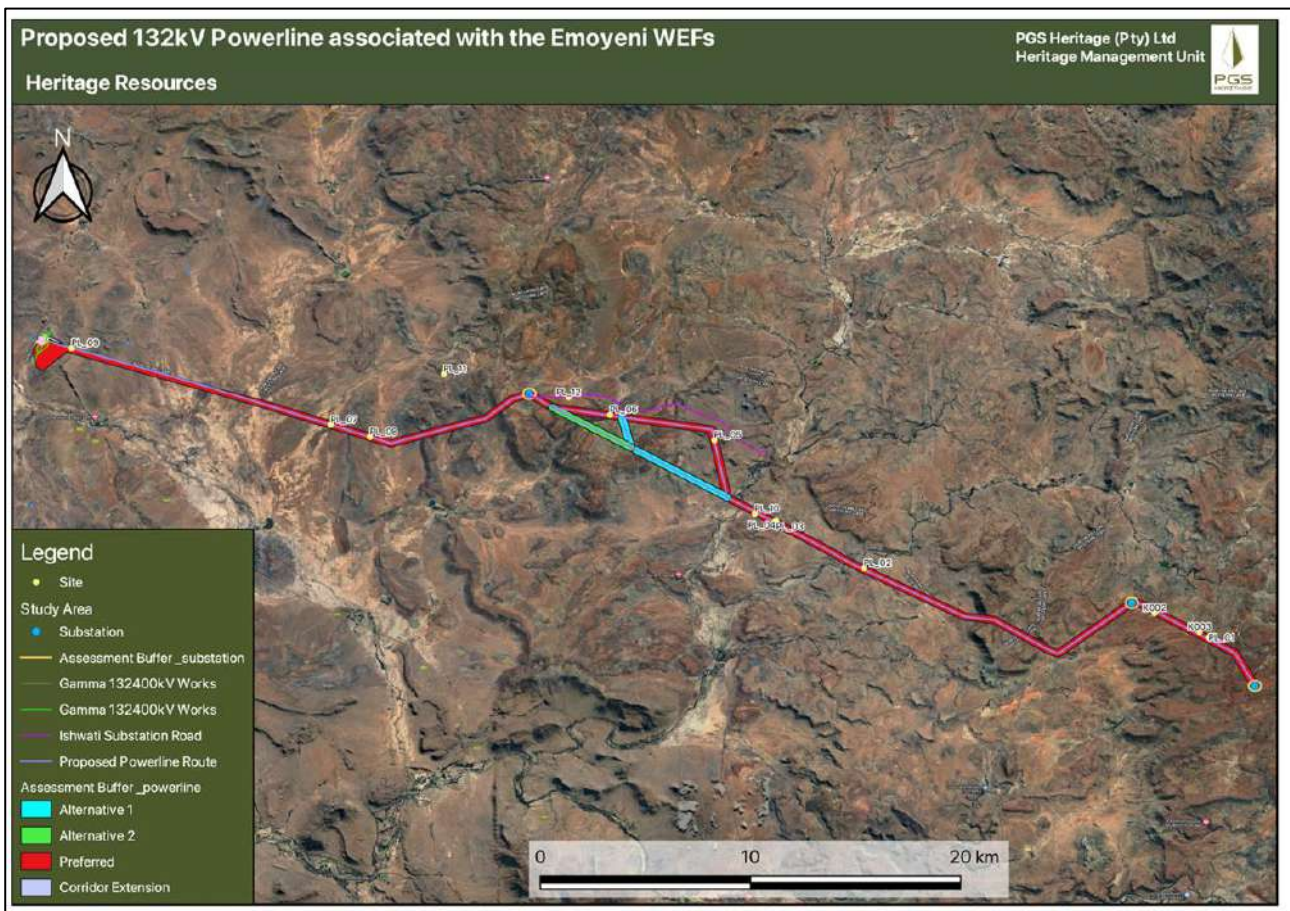 Proposed 132kV Powerline associated with the Emoyeni WEFs
Heritage Resources
PGS Heritage (Pty) Ltd
Heritage Management Unit
PGS
N
PL_09
PL_11
PL_12
PL_06
PL_07
PL_05
PL_10
PL_03
PL_02
K002
K003
PL_01
Legend
Site
Study Area
Substation
Assessment Buffer _substation
Gamma 132400kV Works
Gamma 132400kV Works
Ishwati Substation Road
Proposed Powerline Route
Assessment Buffer _powerline
Alternative 1
Alternative 2
Preferred
Corridor Extension
0
10
20 km